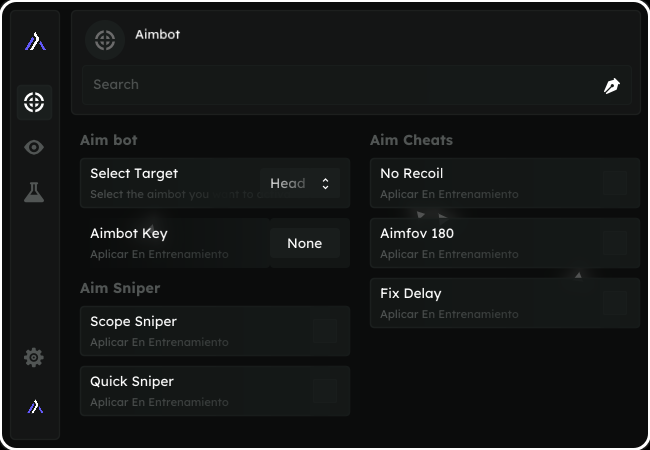 Aimbot
Search
Aim bot
Select Target
Select the aimbot you want to
Head
Aimbot Key
Aplicar En Entrenamiento
None
Aim Sniper
Scope Sniper
Aplicar En Entrenamiento
Quick Sniper
Aplicar En Entrenamiento
Aim Cheats
No Recoil
Aplicar En Entrenamiento
Aimfov 180
Aplicar En Entrenamiento
Fix Delay
Aplicar En Entrenamiento